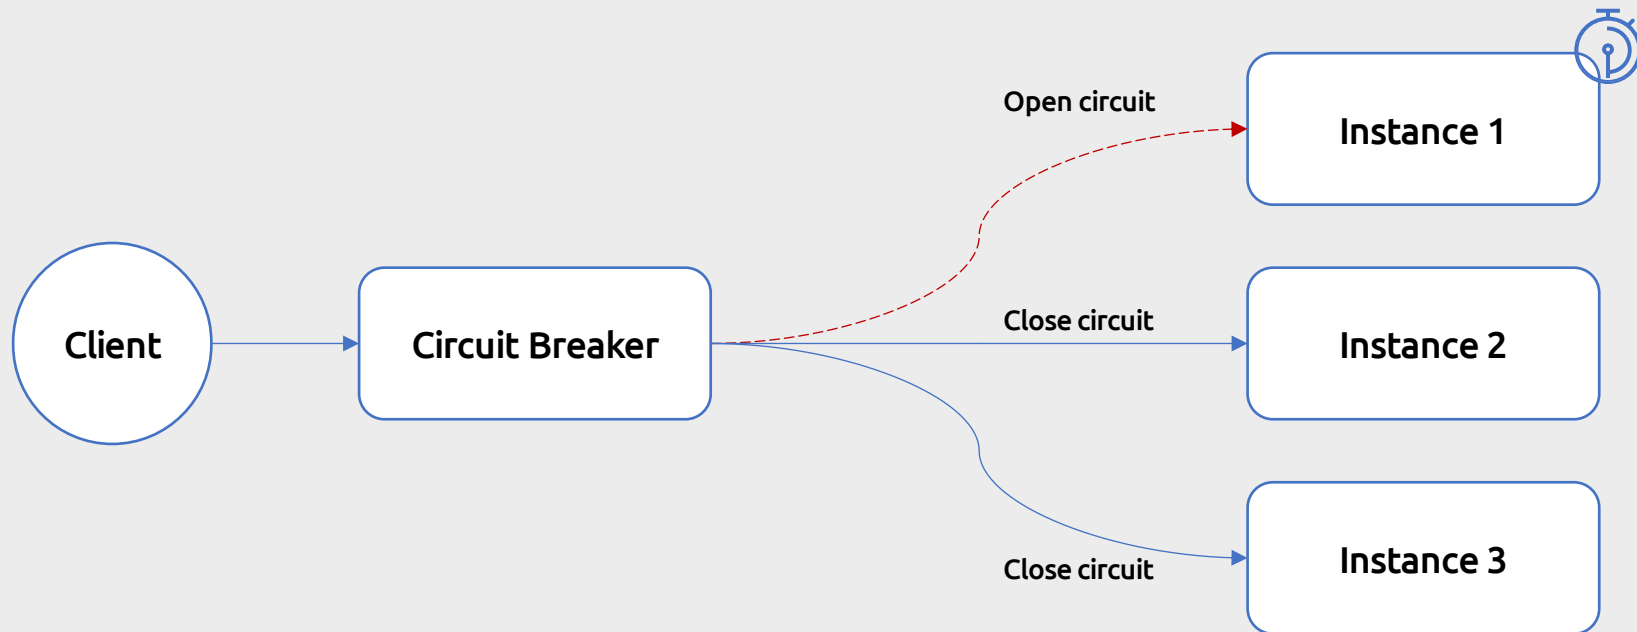 Open circuit
Instance 1
Client
Circuit Breaker
Close circuit
Instance 2
Close circuit
Instance 3